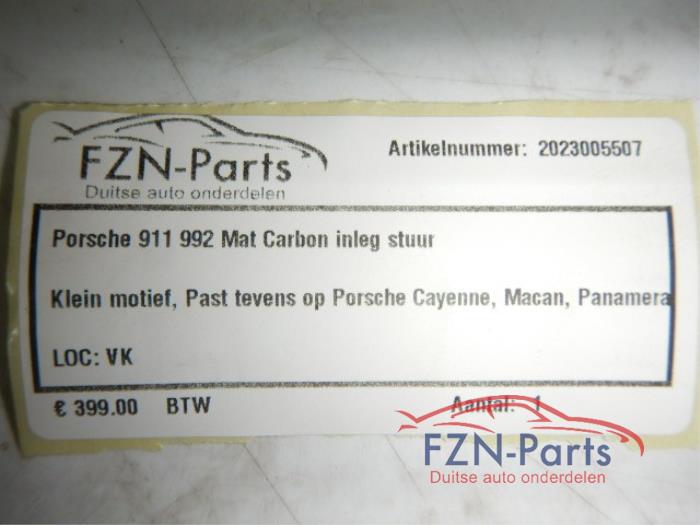 FZN-Parts
Duitse auto onderdelen
Artikelnummer: 2023005507
Porsche 911 992 Mat Carbon inleg stuur
Klein motief, Past tevens op Porsche Cayenne, Macan, Panamera
LOC: VK
€ 399.00 BTW Aantal: 1
FZN-Parts
Duitse auto onderdelen